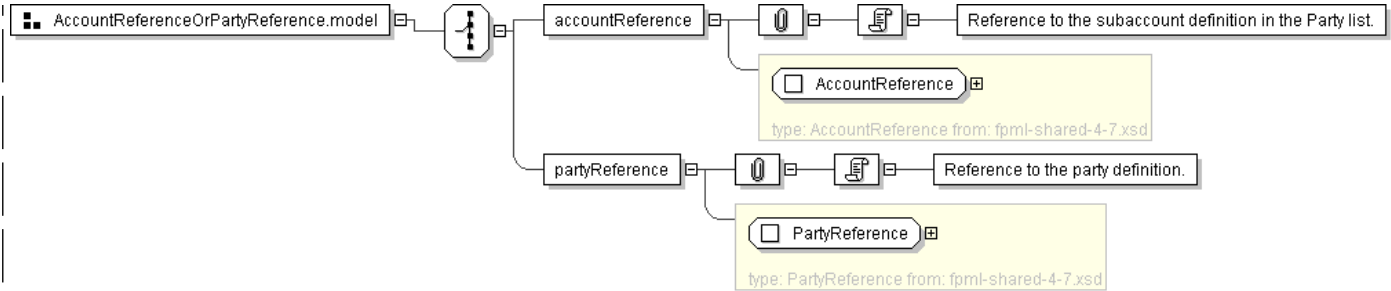 AccountReferenceOrPartyReference.model
accountReference
Reference to the subaccount definition in the Party list.
AccountReference
type: AccountReference from: fpml-shared-4-7.xsd
partyReference
Reference to the party definition.
PartyReference
type: PartyReference from: fpml-shared-4-7.xsd